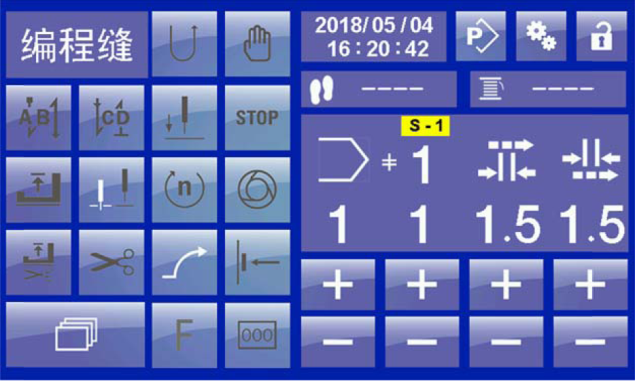 编程缝
2018/05/04
16:20:42
P
---- ----
A B CD STOP
S-1
1
n
1 1 1.5 1.5
+ + + +
F 000
- - - -